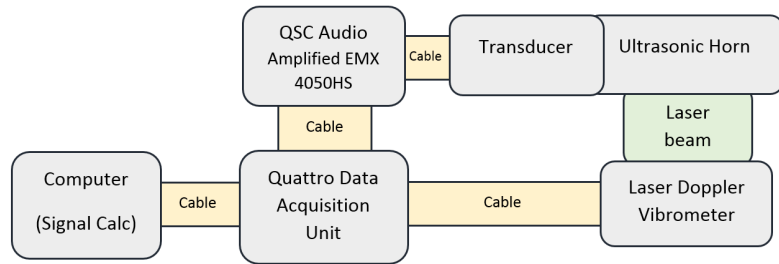 QSC Audio
Amplified EMX
4050HS
Cable
Transducer
Ultrasonic Horn
Cable
Laser
beam
Computer
(Signal Calc)
Cable
Quattro Data
Acquisition
Unit
Cable
Laser Doppler
Vibrometer